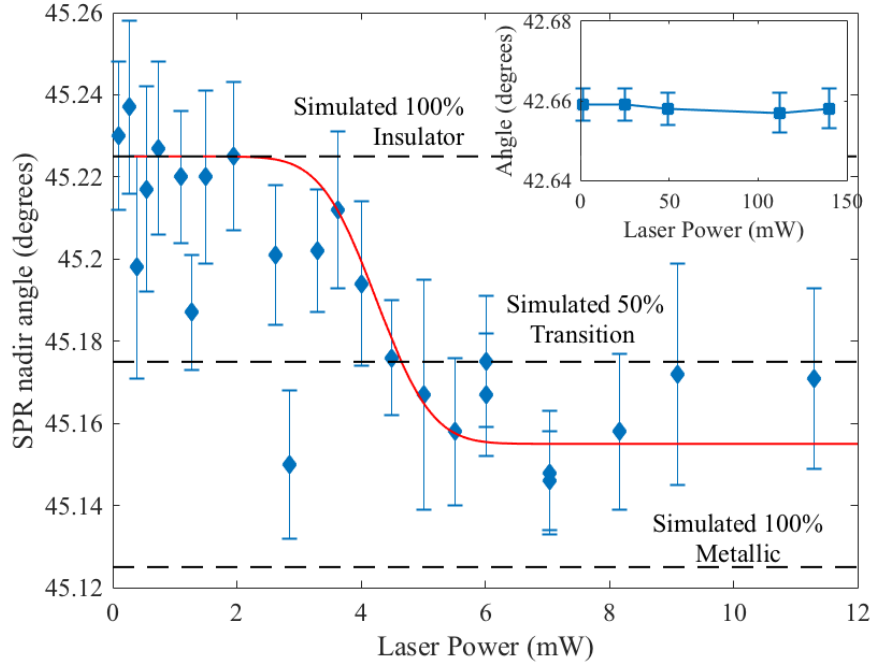 45.26
45.24
45.22
45.2
45.18
45.16
45.14
45.12
SPR nadir angle (degrees)
0
2
4
6
8
10
12
Laser Power (mW)
Simulated 100%
Insulator
Simulated 50%
Transition
Simulated 100%
Metallic
42.68
42.66
42.64
Angle (degrees)
0
50
100
150
Laser Power (mW)